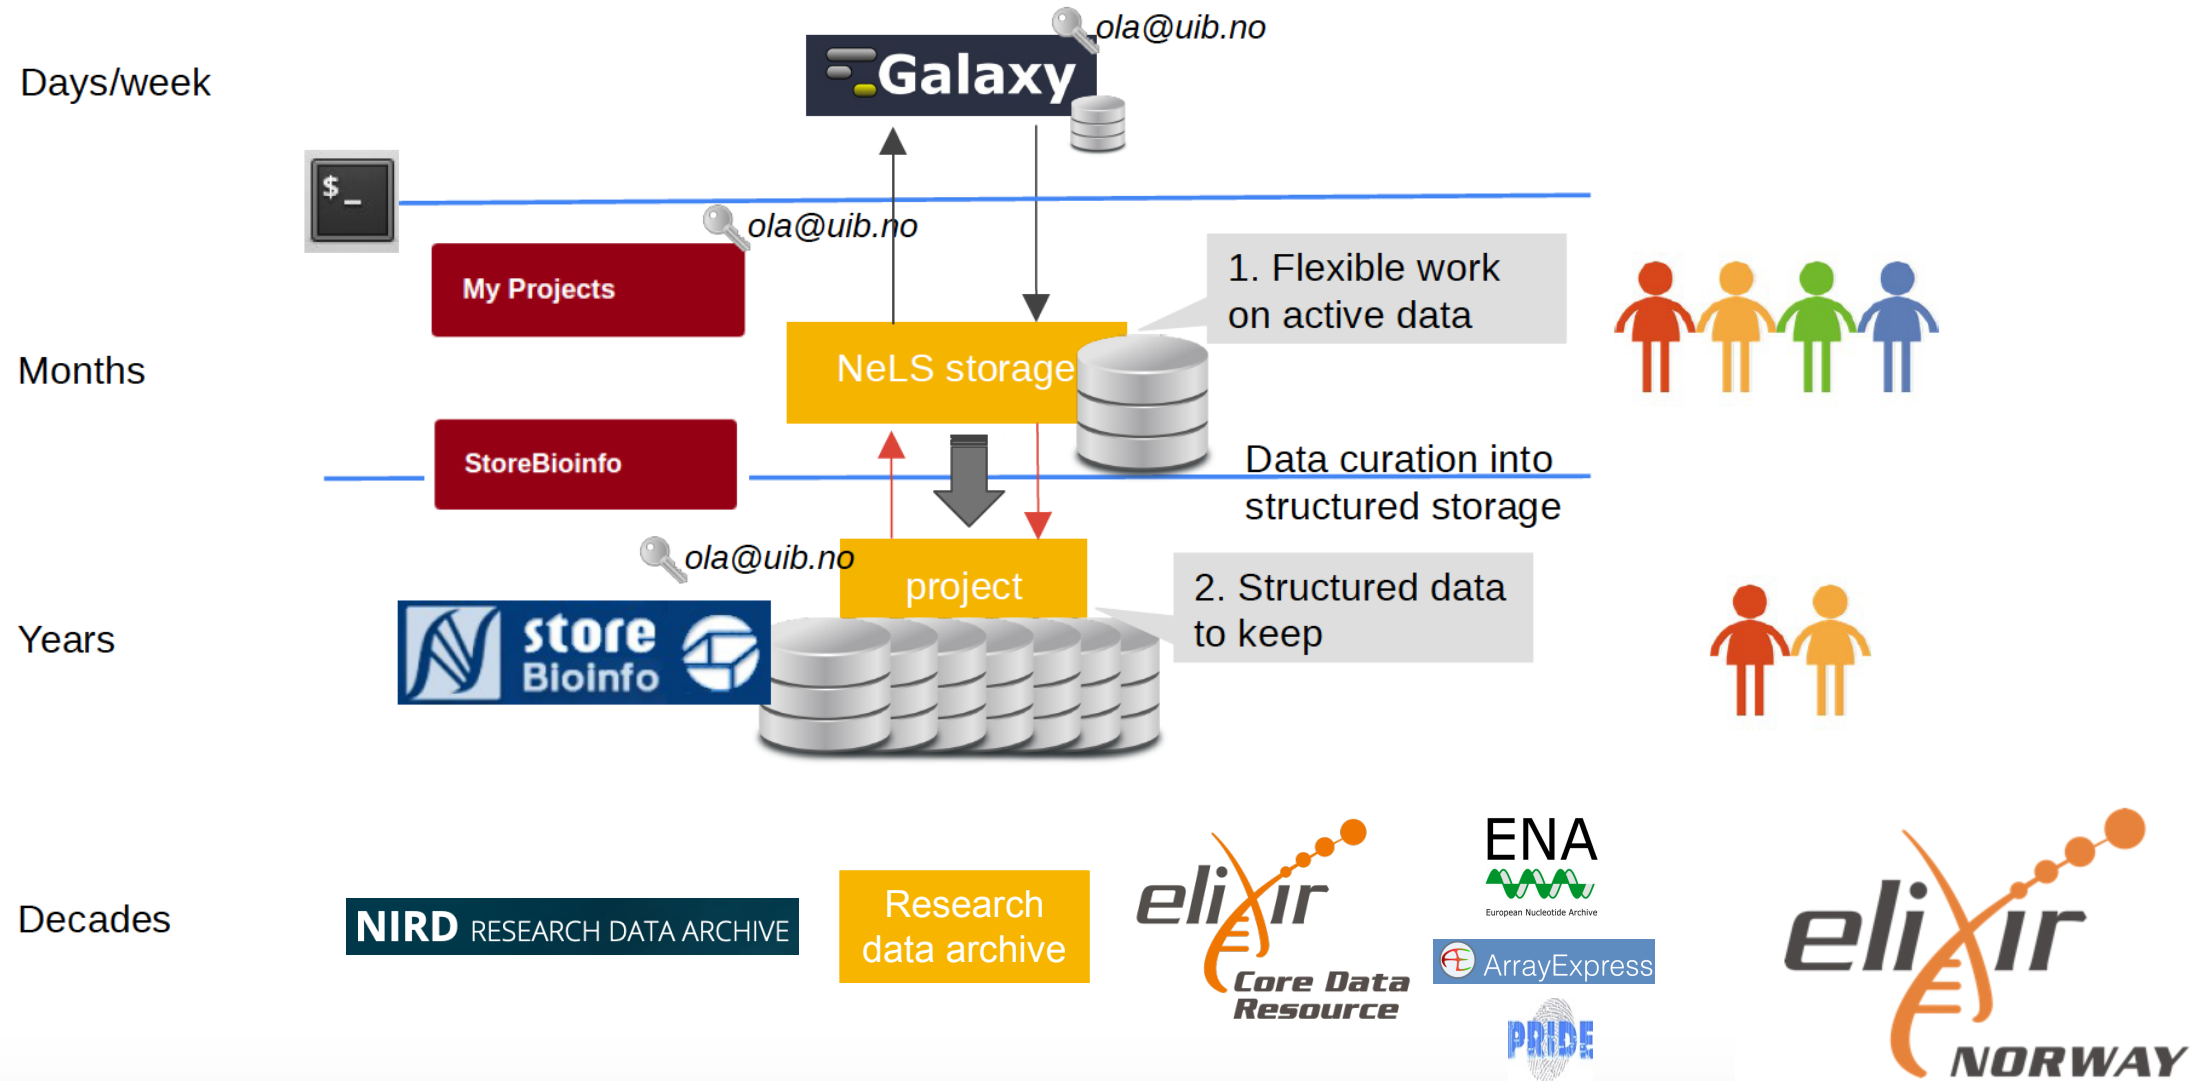 ola@uib.no
Days/week
Galaxy
$_
ola@uib.no
My Projects
1. Flexible work
on active data
Months
NeLS storage
StoreBioinfo
Data curation into
structured storage
ola@uib.no
project
2. Structured data
to keep
Years
store
Bioinfo
Decades
NIRD RESEARCH DATA ARCHIVE
Research
data archive
elixir
Core Data
Resource
ENA
European Nucleotide Archive
ArrayExpress
PRIDE
elixir
NORWAY